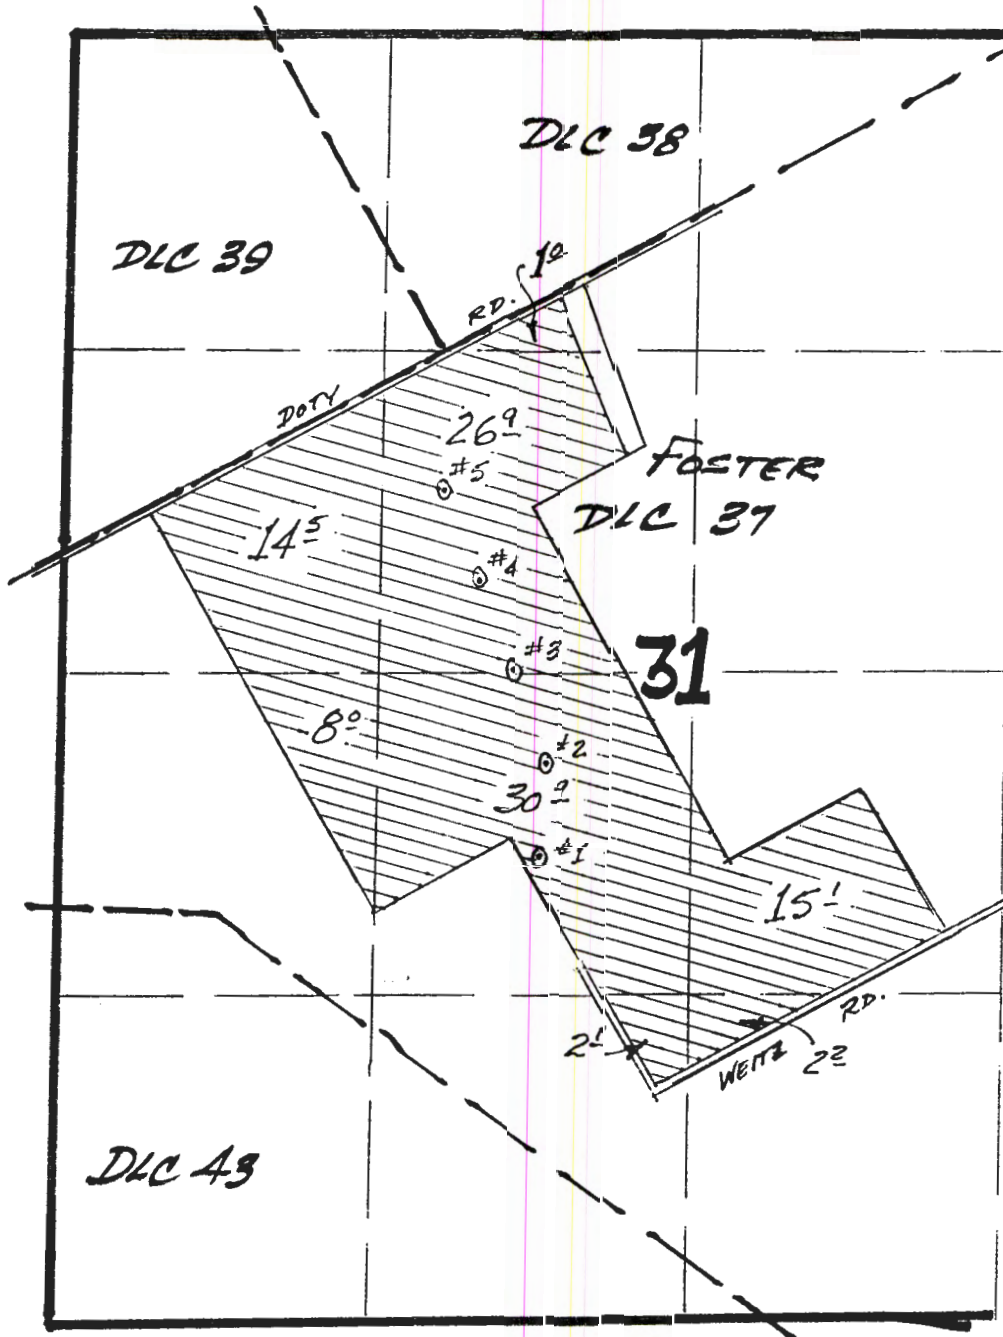 DLC 38
DLC 39
1⁰
RD.
DOTY
26⁹
FOSTER
#5
DLC 37
14⁵
#4
#3
31
8⁰
#2
30⁹
#1
15¹
RD.
2¹
WEITZ
2²
DLC 43